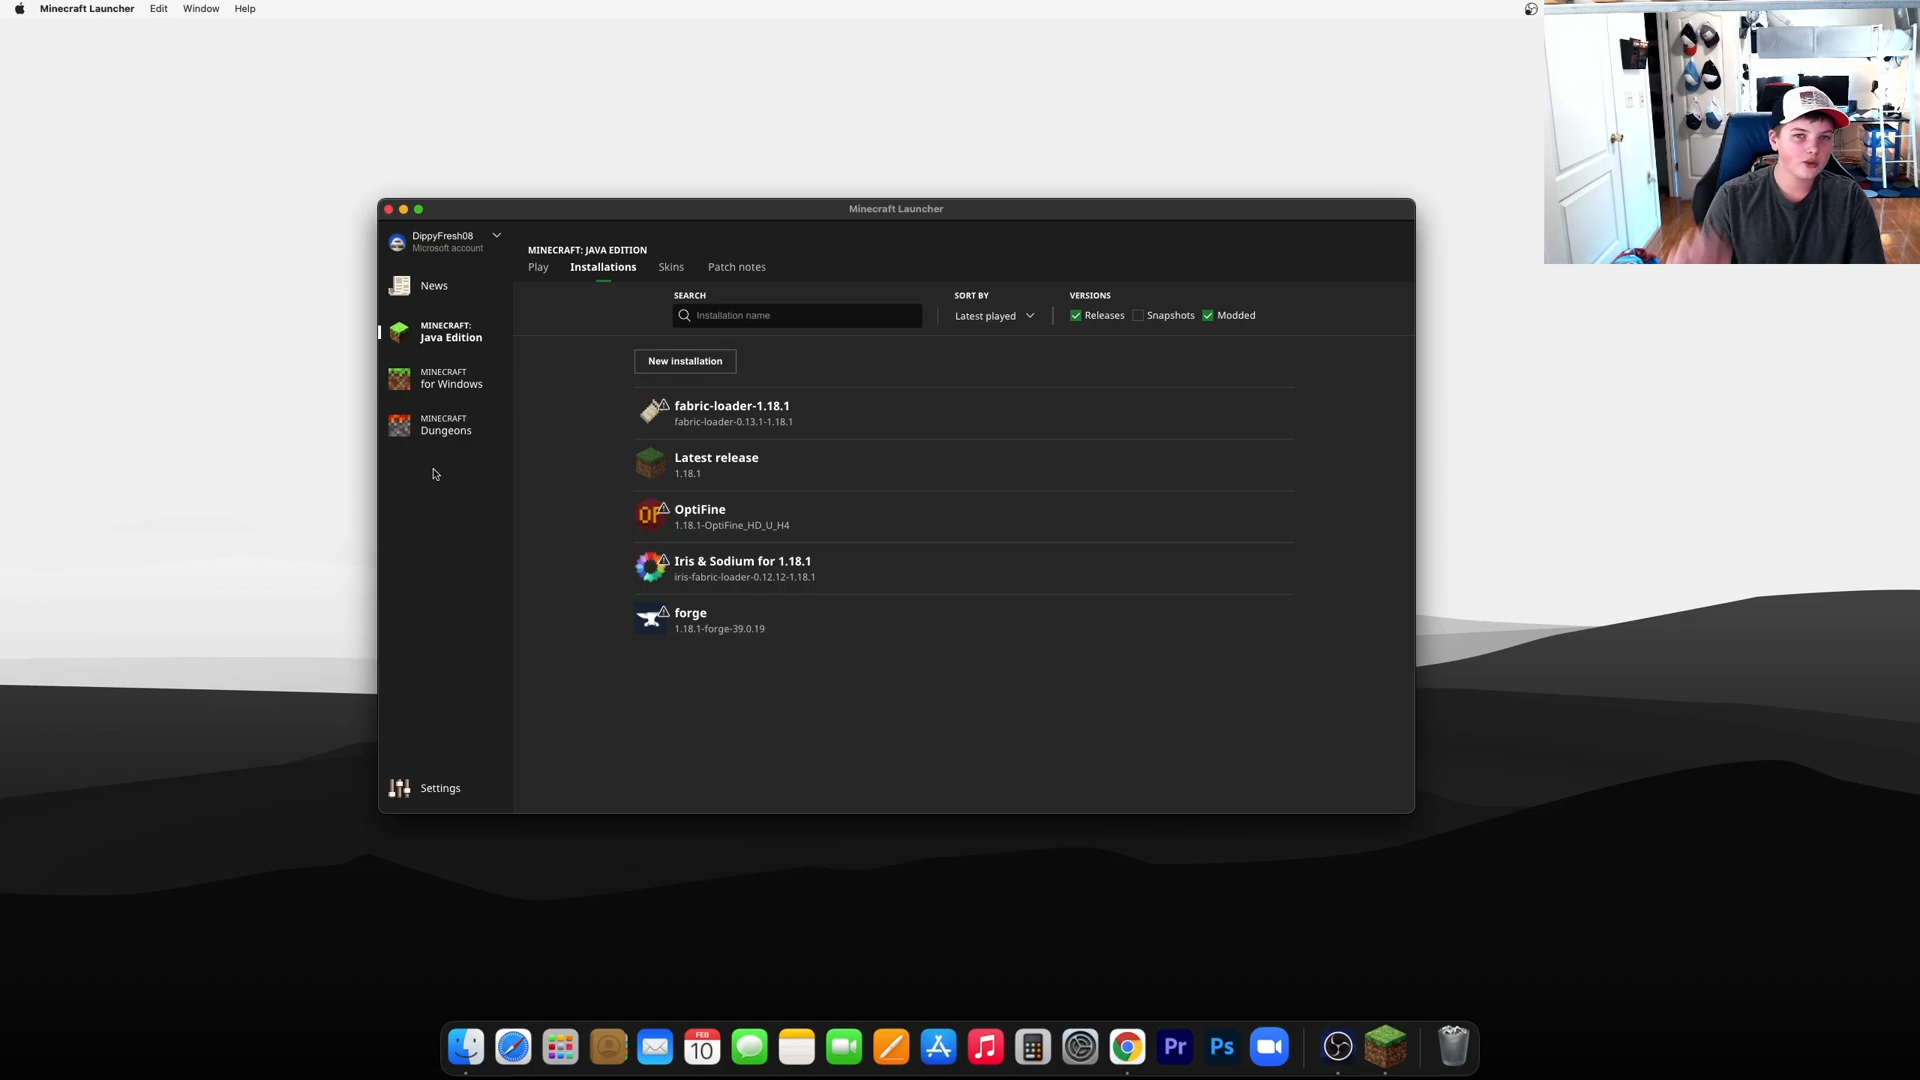 Minecraft Launcher Edit Window Help
Minecraft Launcher
DippyFresh08
Microsoft account
News
MINECRAFT:
Java Edition
MINECRAFT
for Windows
MINECRAFT
Dungeons
Settings
MINECRAFT: JAVA EDITION
Play Installations Skins Patch notes
SEARCH
Installation name
SORT BY
Latest played
VERSIONS
Releases Snapshots Modded
New installation
fabric-loader-1.18.1
fabric-loader-0.13.1-1.18.1
Latest release
1.18.1
OF
OptiFine
1.18.1-OptiFine_HD_U_H4
Iris & Sodium for 1.18.1
iris-fabric-loader-0.12.12-1.18.1
forge
1.18.1-forge-39.0.19
FEB
10
Pr
Ps